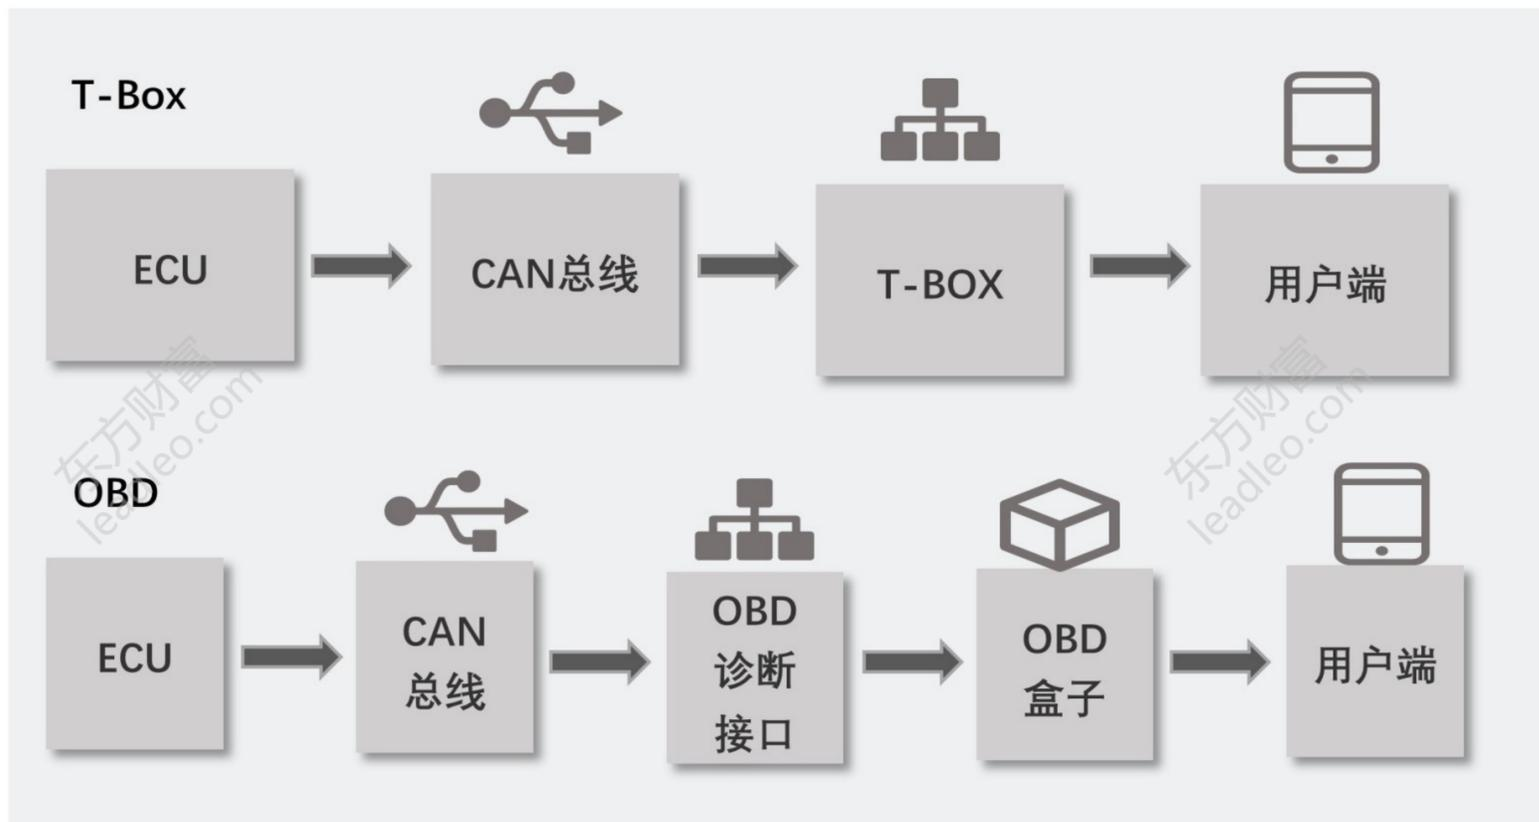 T-Box
ECU
CAN总线
T-BOX
用户端
东方财富
leadleo.com
东方财富
leadleo.com
OBD
ECU
CAN
总线
OBD
诊断
接口
OBD
盒子
用户端